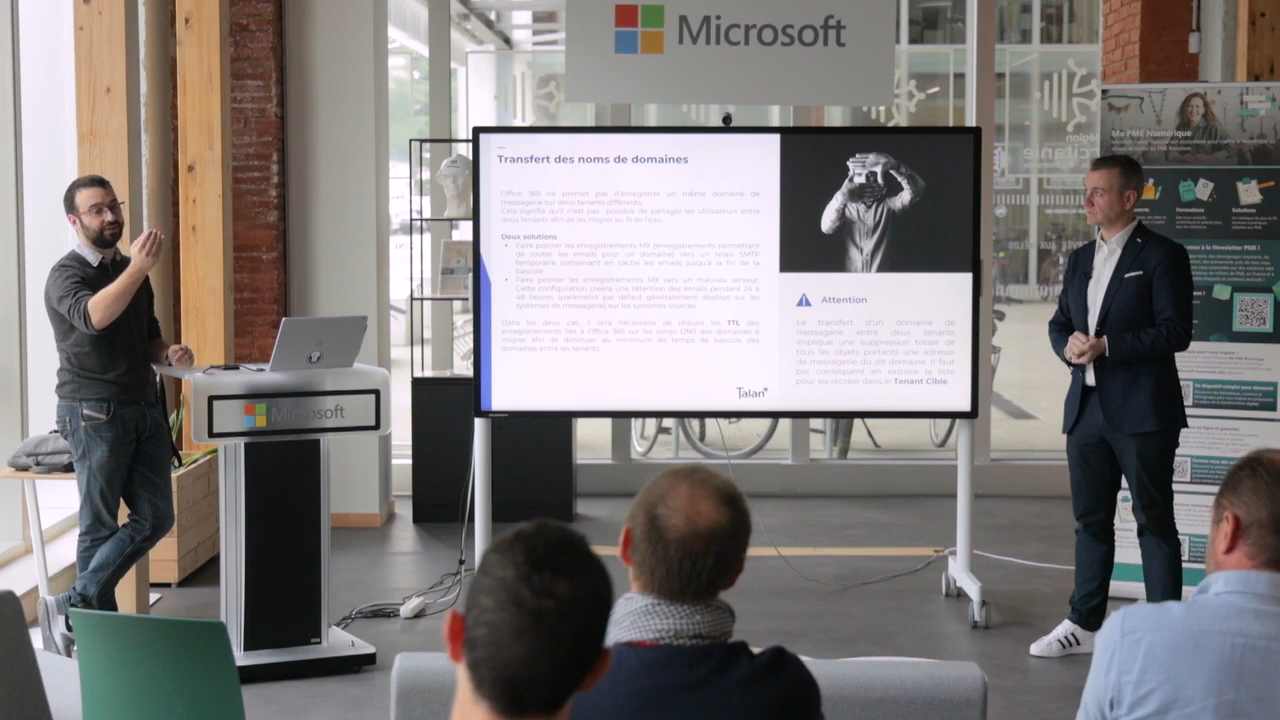 Microsoft
Transfert des noms de domaines
Office 365 ne permet pas d'enregistrer un même domaine de
messagerie sur deux tenants différents.
Cela signifie qu'il n'est pas possible de partager les utilisateurs entre
deux tenants afin de les migrer au fil de l'eau.
Deux solutions
• Faire pointer les enregistrements MX (enregistrements permettant
de router les emails pour un domaine) vers un relais SMTP
temporaire conservant en cache les emails jusqu'à la fin de la
bascule.
• Faire pointer les enregistrements MX vers un mauvais serveur.
Cette configuration créera une rétention des emails pendant 24 à
48 heures (paramètre par défaut généralement déployé sur les
systèmes de messagerie) sur les systèmes sources.
Dans les deux cas, il sera nécessaire de réduire les TTL des
enregistrements liés à Office 365 sur les zones DNS des domaines à
migrer afin de diminuer au minimum les temps de bascule des
domaines entre les tenants.
Attention
Le transfert d'un domaine de
messagerie entre deux tenants
implique une suppression totale de
tous les objets portants une adresse
de messagerie du dit domaine. Il faut
par conséquent en extraire la liste
pour les recréer dans le Tenant Cible.
Talan
Microsoft
Ma PME Numérique
Formations
Solutions